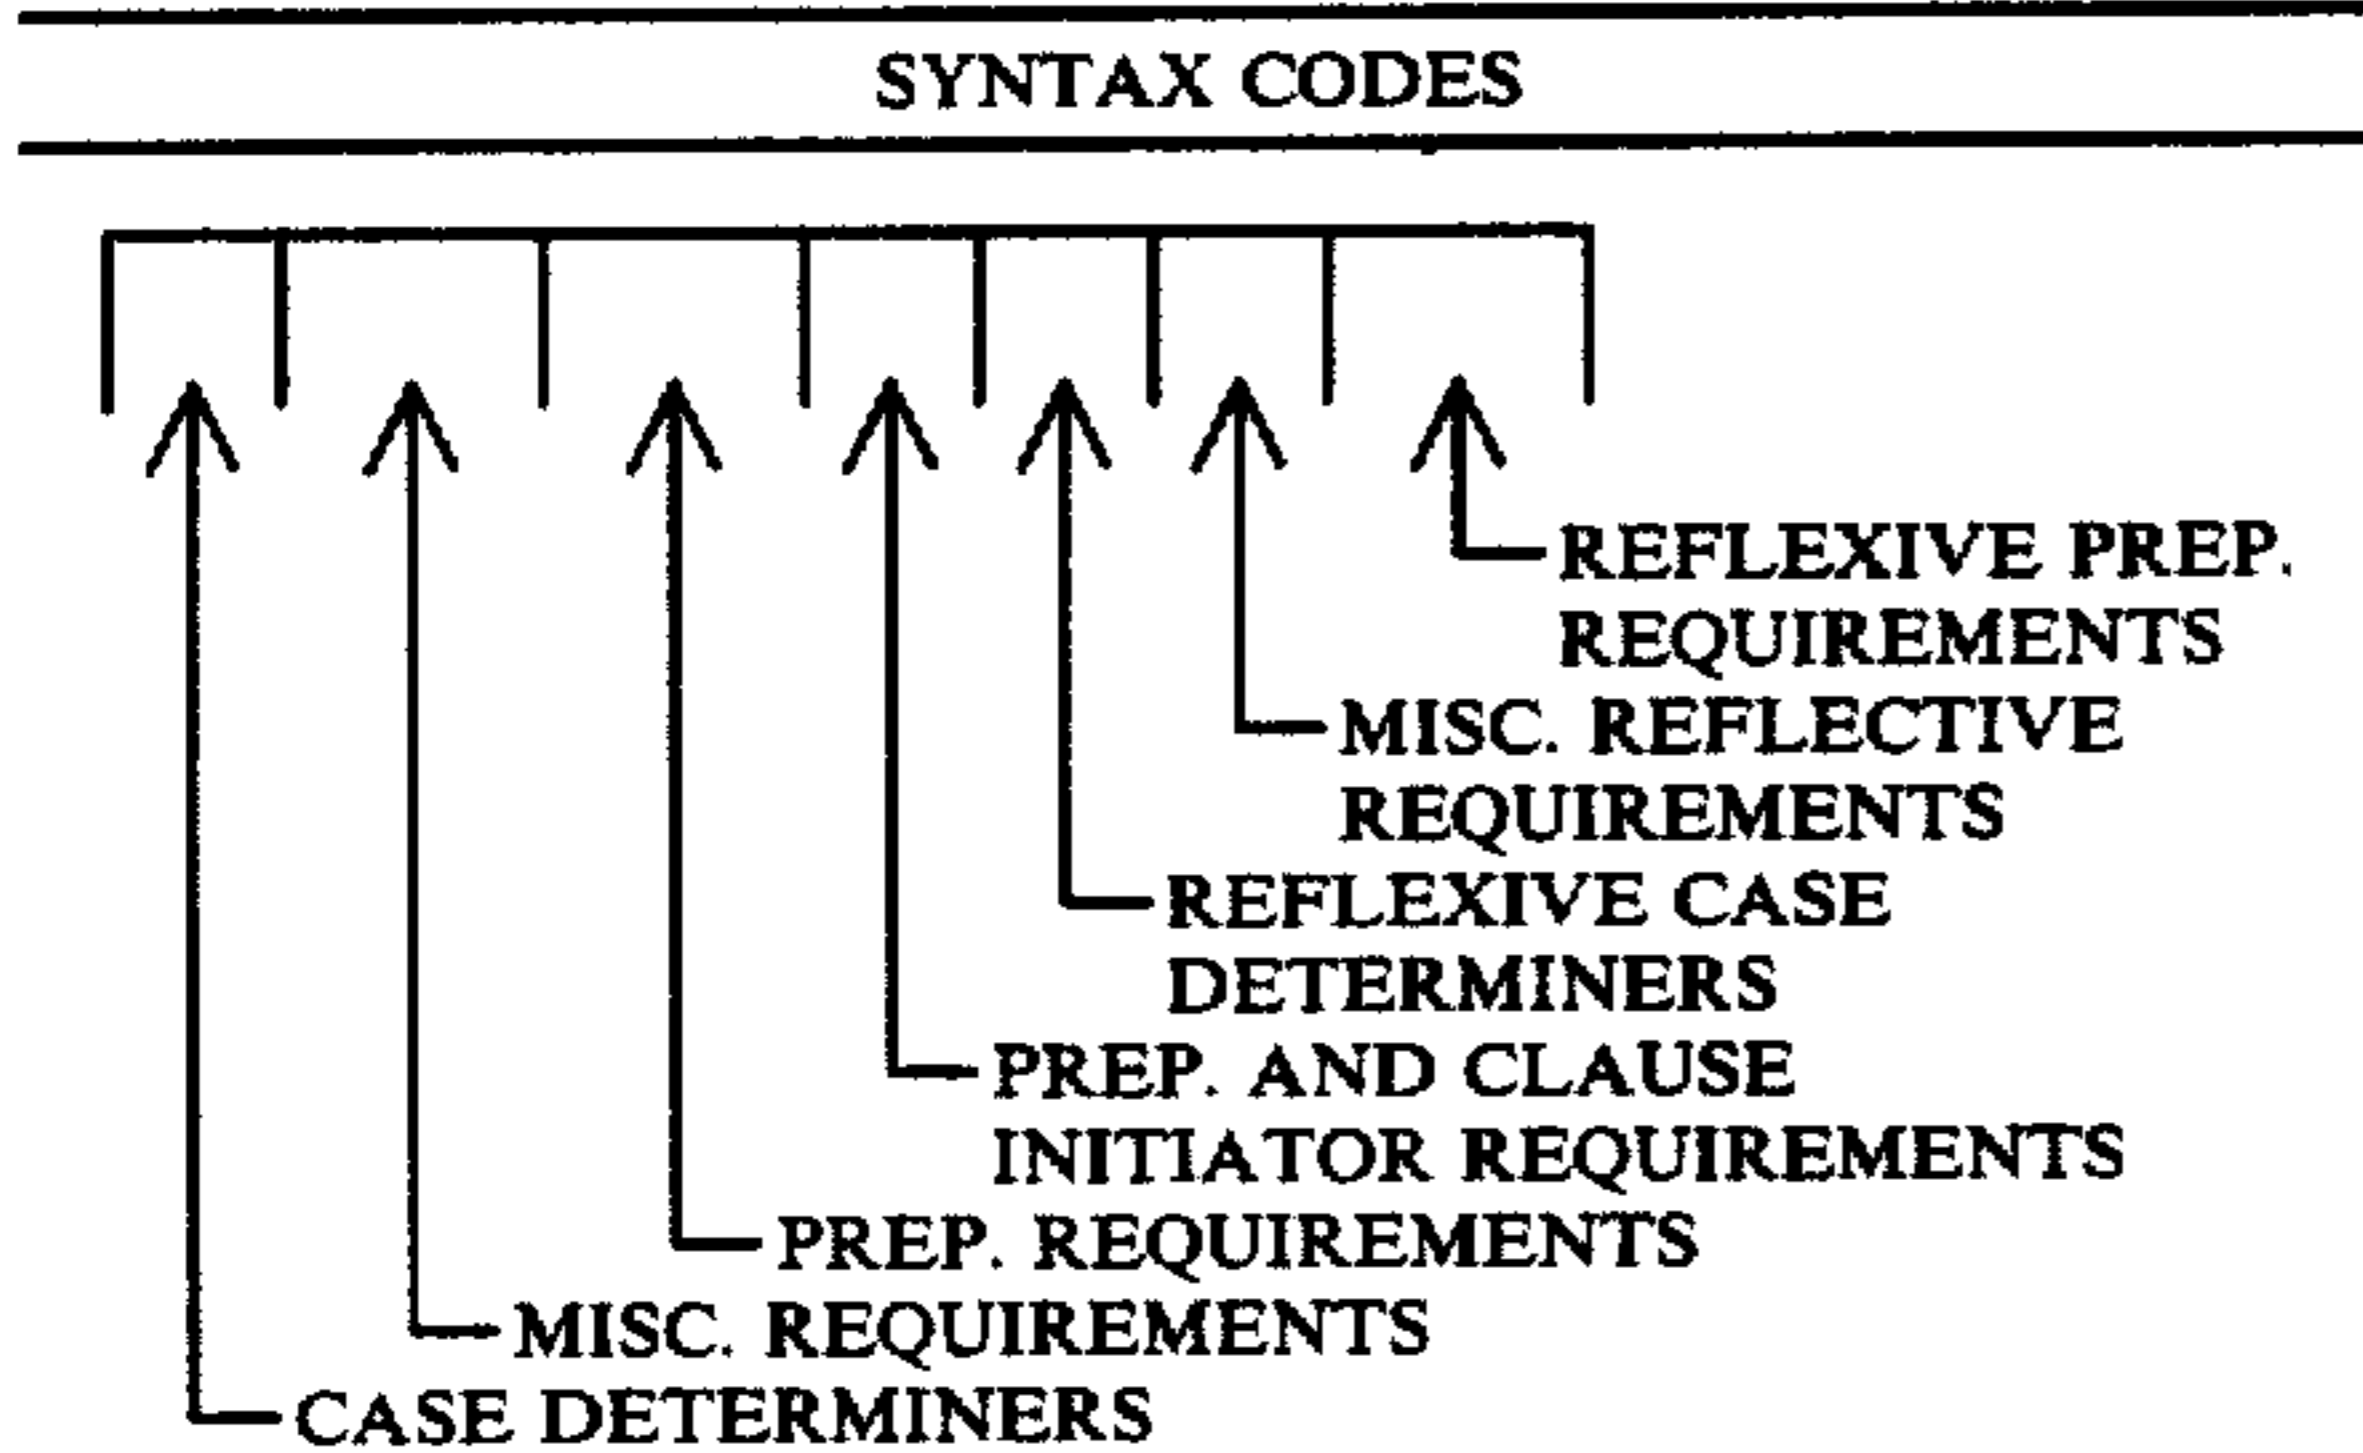 SYNTAX CODES
REFLEXIVE PREP.
REQUIREMENTS
MISC. REFLECTIVE
REQUIREMENTS
REFLEXIVE CASE
DETERMINERS
PREP. AND CLAUSE
INITIATOR REQUIREMENTS
PREP. REQUIREMENTS
MISC. REQUIREMENTS
CASE DETERMINERS